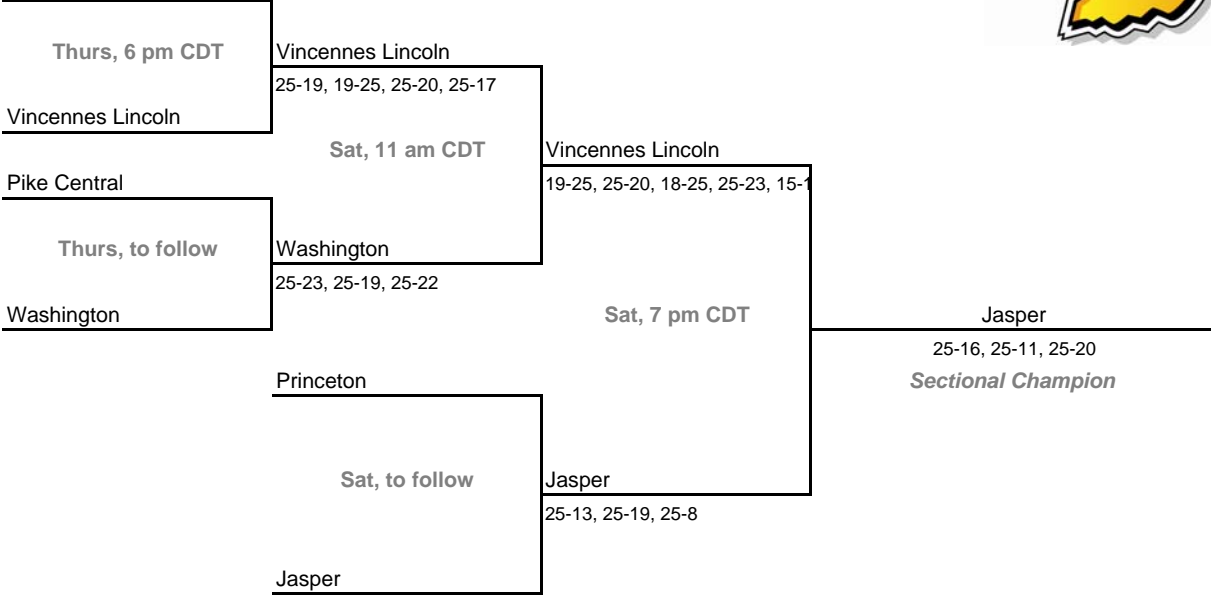 Thurs, 6 pm CDT
Vincennes Lincoln
25-19, 19-25, 25-20, 25-17
Vincennes Lincoln
Sat, 11 am CDT
Vincennes Lincoln
19-25, 25-20, 18-25, 25-23, 15-1
Pike Central
Thurs, to follow
Washington
25-23, 25-19, 25-22
Washington
Sat, 7 pm CDT
Jasper
25-16, 25-11, 25-20
Sectional Champion
Princeton
Sat, to follow
Jasper
25-13, 25-19, 25-8
Jasper